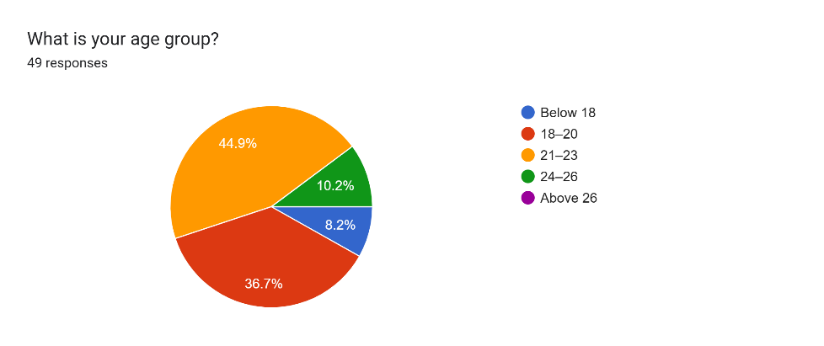 What is your age group?
49 responses
44.9%
10.2%
8.2%
36.7%
Below 18
18–20
21–23
24–26
Above 26